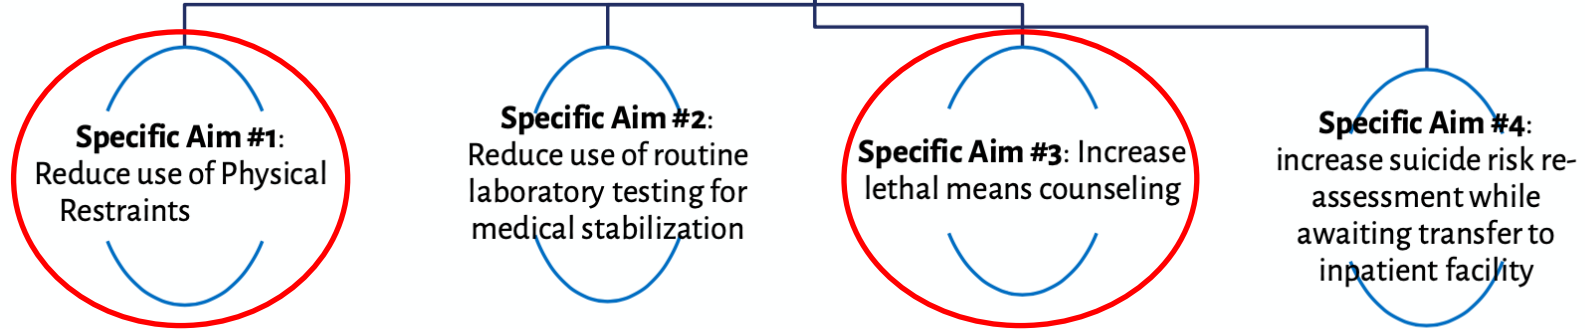 Specific Aim #1:
Reduce use of Physical
Restraints
Specific Aim #2:
Reduce use of routine
laboratory testing for
medical stabilization
Specific Aim #3: Increase
lethal means counseling
Specific Aim #4:
increase suicide risk re-
assessment while
awaiting transfer to
inpatient facility